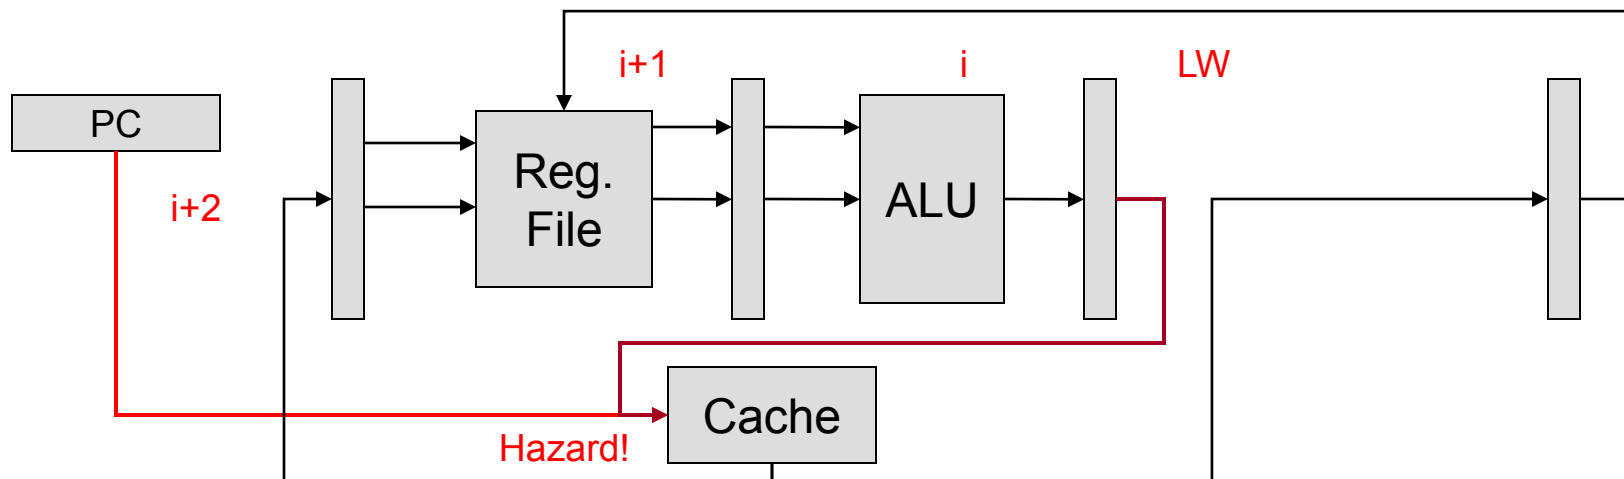 i+1
i
LW
PC
i+2
Reg.
File
ALU
Cache
Hazard!